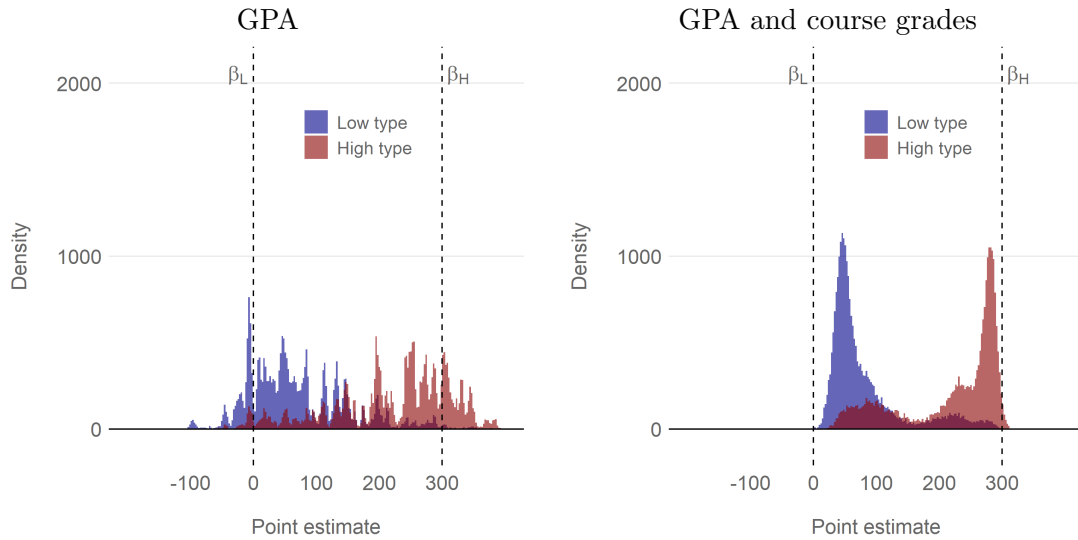 GPA
2000
1000
0
Density
β_L
β_H
Low type
High type
-100 0 100 200 300
Point estimate
GPA and course grades
2000
1000
0
Density
β_L
β_H
Low type
High type
-100 0 100 200 300
Point estimate